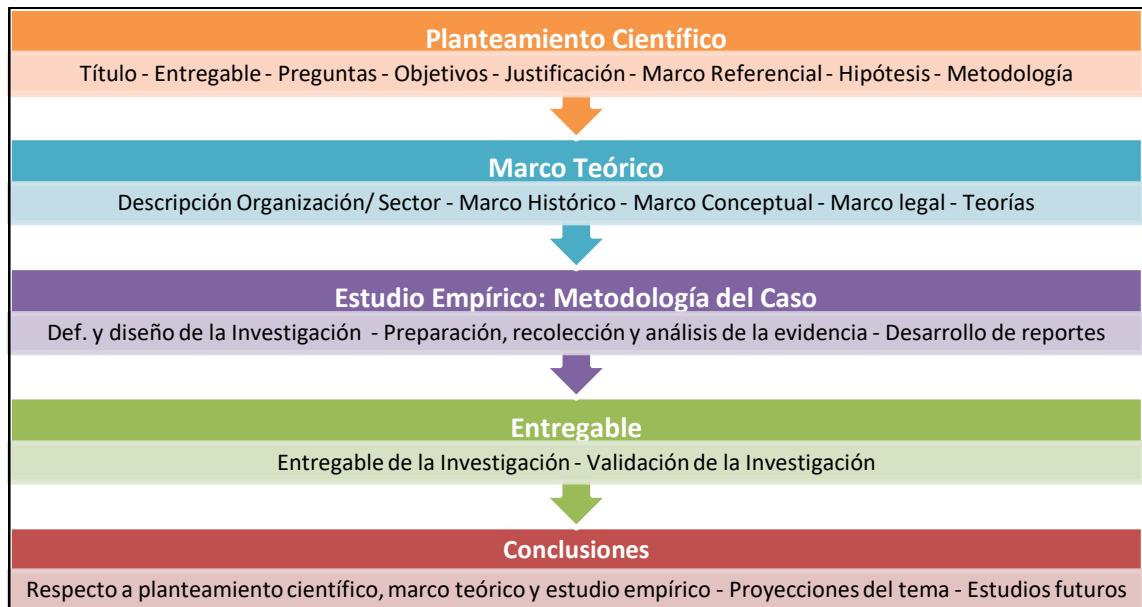 Planteamiento Científico
Título - Entregable - Preguntas - Objetivos - Justificación - Marco Referencial - Hipótesis - Metodología
Marco Teórico
Descripción Organización/ Sector - Marco Histórico - Marco Conceptual - Marco legal - Teorías
Estudio Empírico: Metodología del Caso
Def. y diseño de la Investigación - Preparación, recolección y análisis de la evidencia - Desarrollo de reportes
Entregable
Entregable de la Investigación - Validación de la Investigación
Conclusiones
Respecto a planteamiento científico, marco teórico y estudio empírico - Proyecciones del tema - Estudios futuros